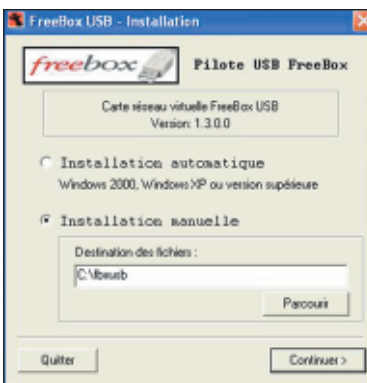 FreeBox USB - Installation
freebox Pilote USB FreeBox
Carte réseau virtuelle FreeBox USB
Version: 1.3.0.0
Installation automatique
Windows 2000, Windows XP ou version supérieure
Installation manuelle
Destination des fichiers :
C:\fbxusb
Parcourir
Quitter
Continuer >